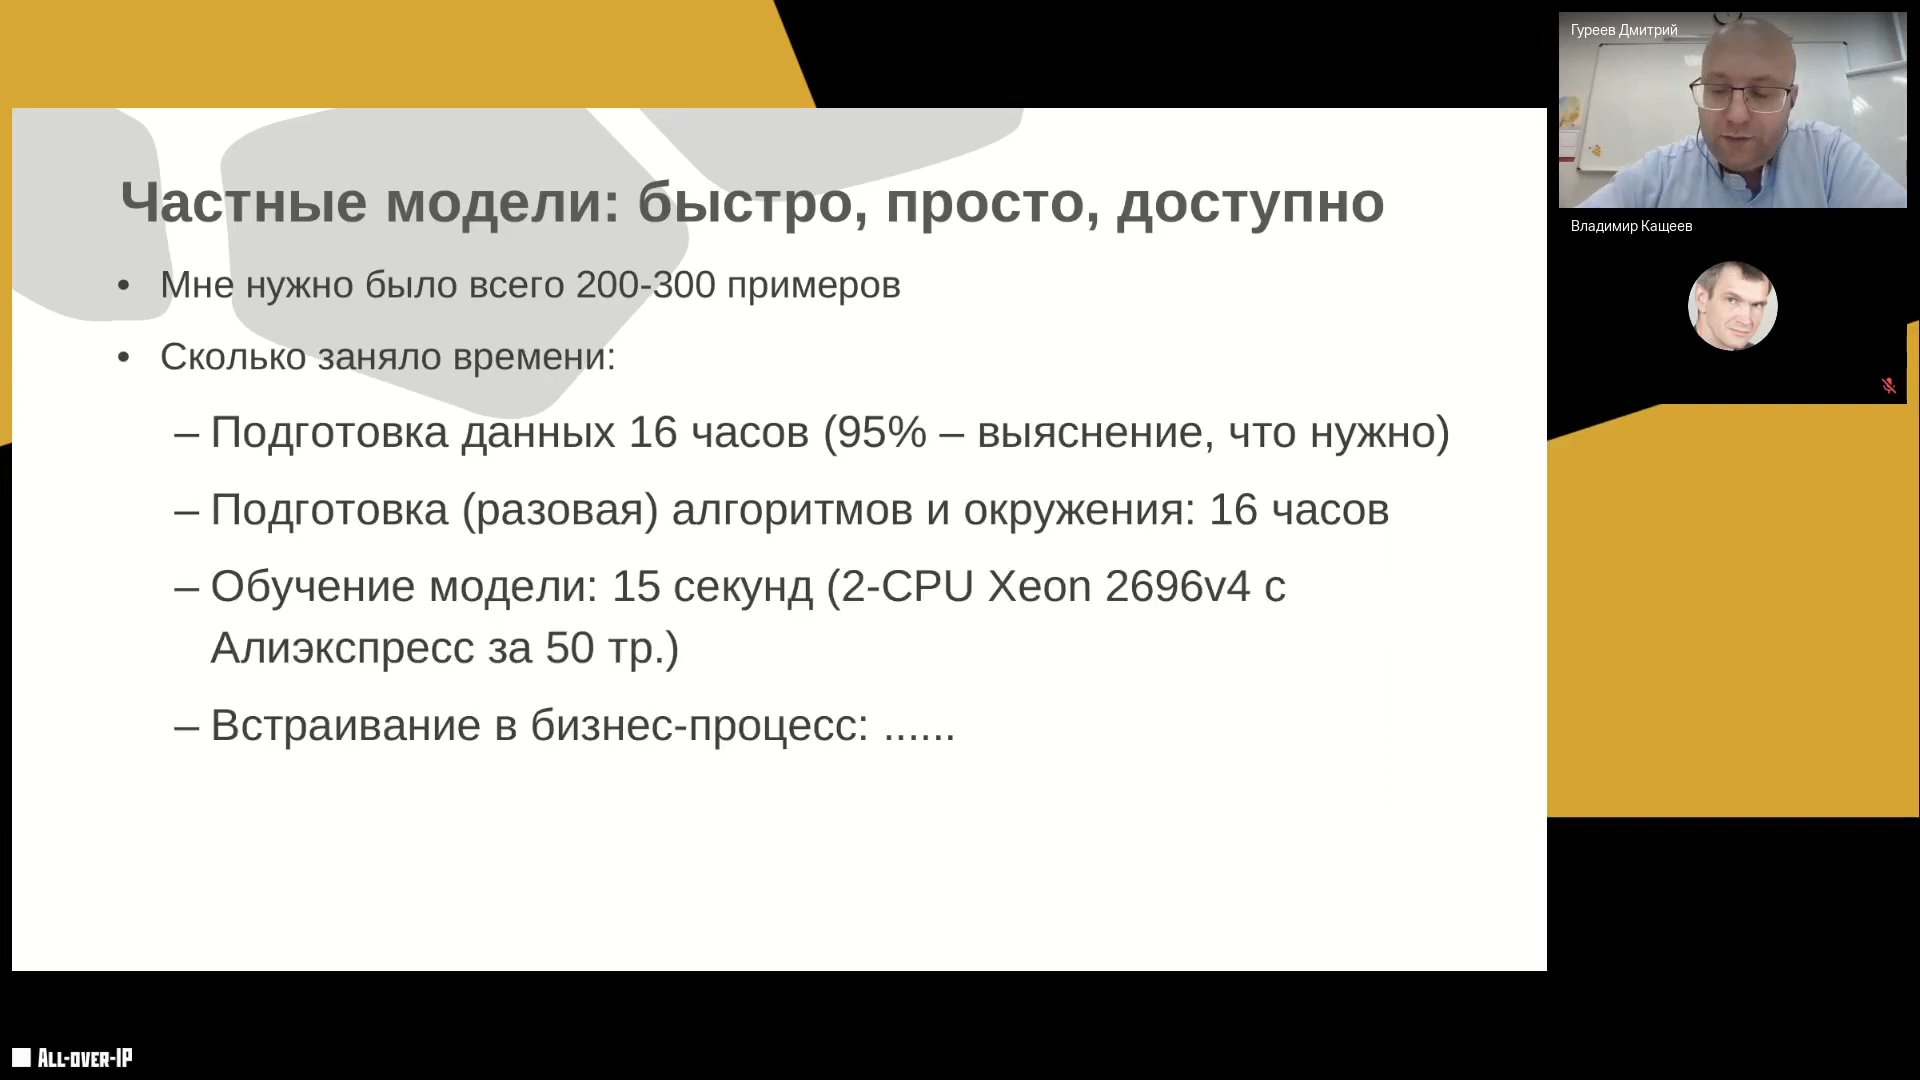 Частные модели: быстро, просто, доступно
• Мне нужно было всего 200-300 примеров
• Сколько заняло времени:
– Подготовка данных 16 часов (95% – выяснение, что нужно)
– Подготовка (разовая) алгоритмов и окружения: 16 часов
– Обучение модели: 15 секунд (2-CPU Xeon 2696v4 с
Алиэкспресс за 50 тр.)
– Встраивание в бизнес-процесс: ......
Гуреев Дмитрий
Владимир Кащеев
ALL-OVER-IP